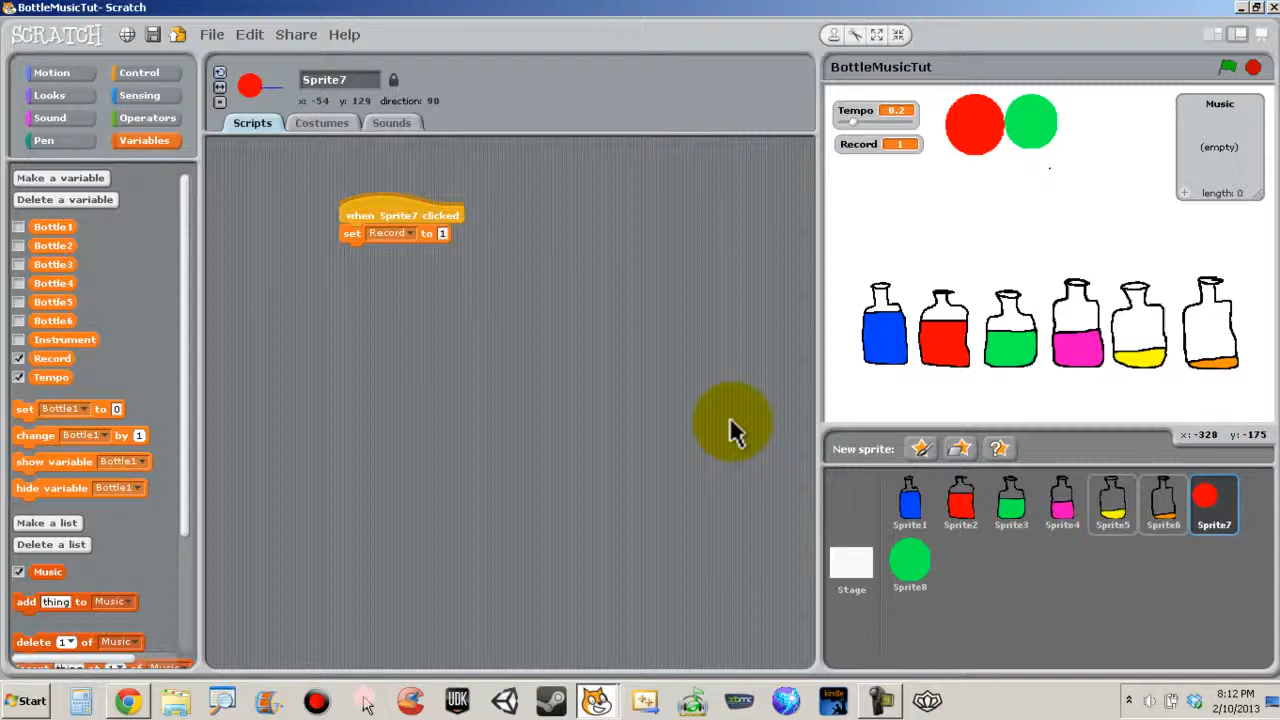 BottleMusicTut- Scratch
SCRATCH
File Edit Share Help
Motion Control
Looks Sensing
Sound Operators
Pen Variables
Make a variable
Delete a variable
Bottle1
Bottle2
Bottle3
Bottle4
Bottle5
Bottle6
Instrument
Record
Tempo
set Bottle1 to 0
change Bottle1 by 1
show variable Bottle1
hide variable Bottle1
Make a list
Delete a list
Music
add thing to Music
delete 1 of Music
Sprite7
x: -54 y: 129 direction: 90
Scripts Costumes Sounds
when Sprite7 clicked
set Record to 1
BottleMusicTut
Tempo 0.2
Record 1
Music
(empty)
+ length: 0
x: -328 y: -175
New sprite:
Sprite1 Sprite2 Sprite3 Sprite4 Sprite5 Sprite6 Sprite7
Stage
Sprite8
Start
UDK
xbmc
kindle
8:12 PM
2/10/2013